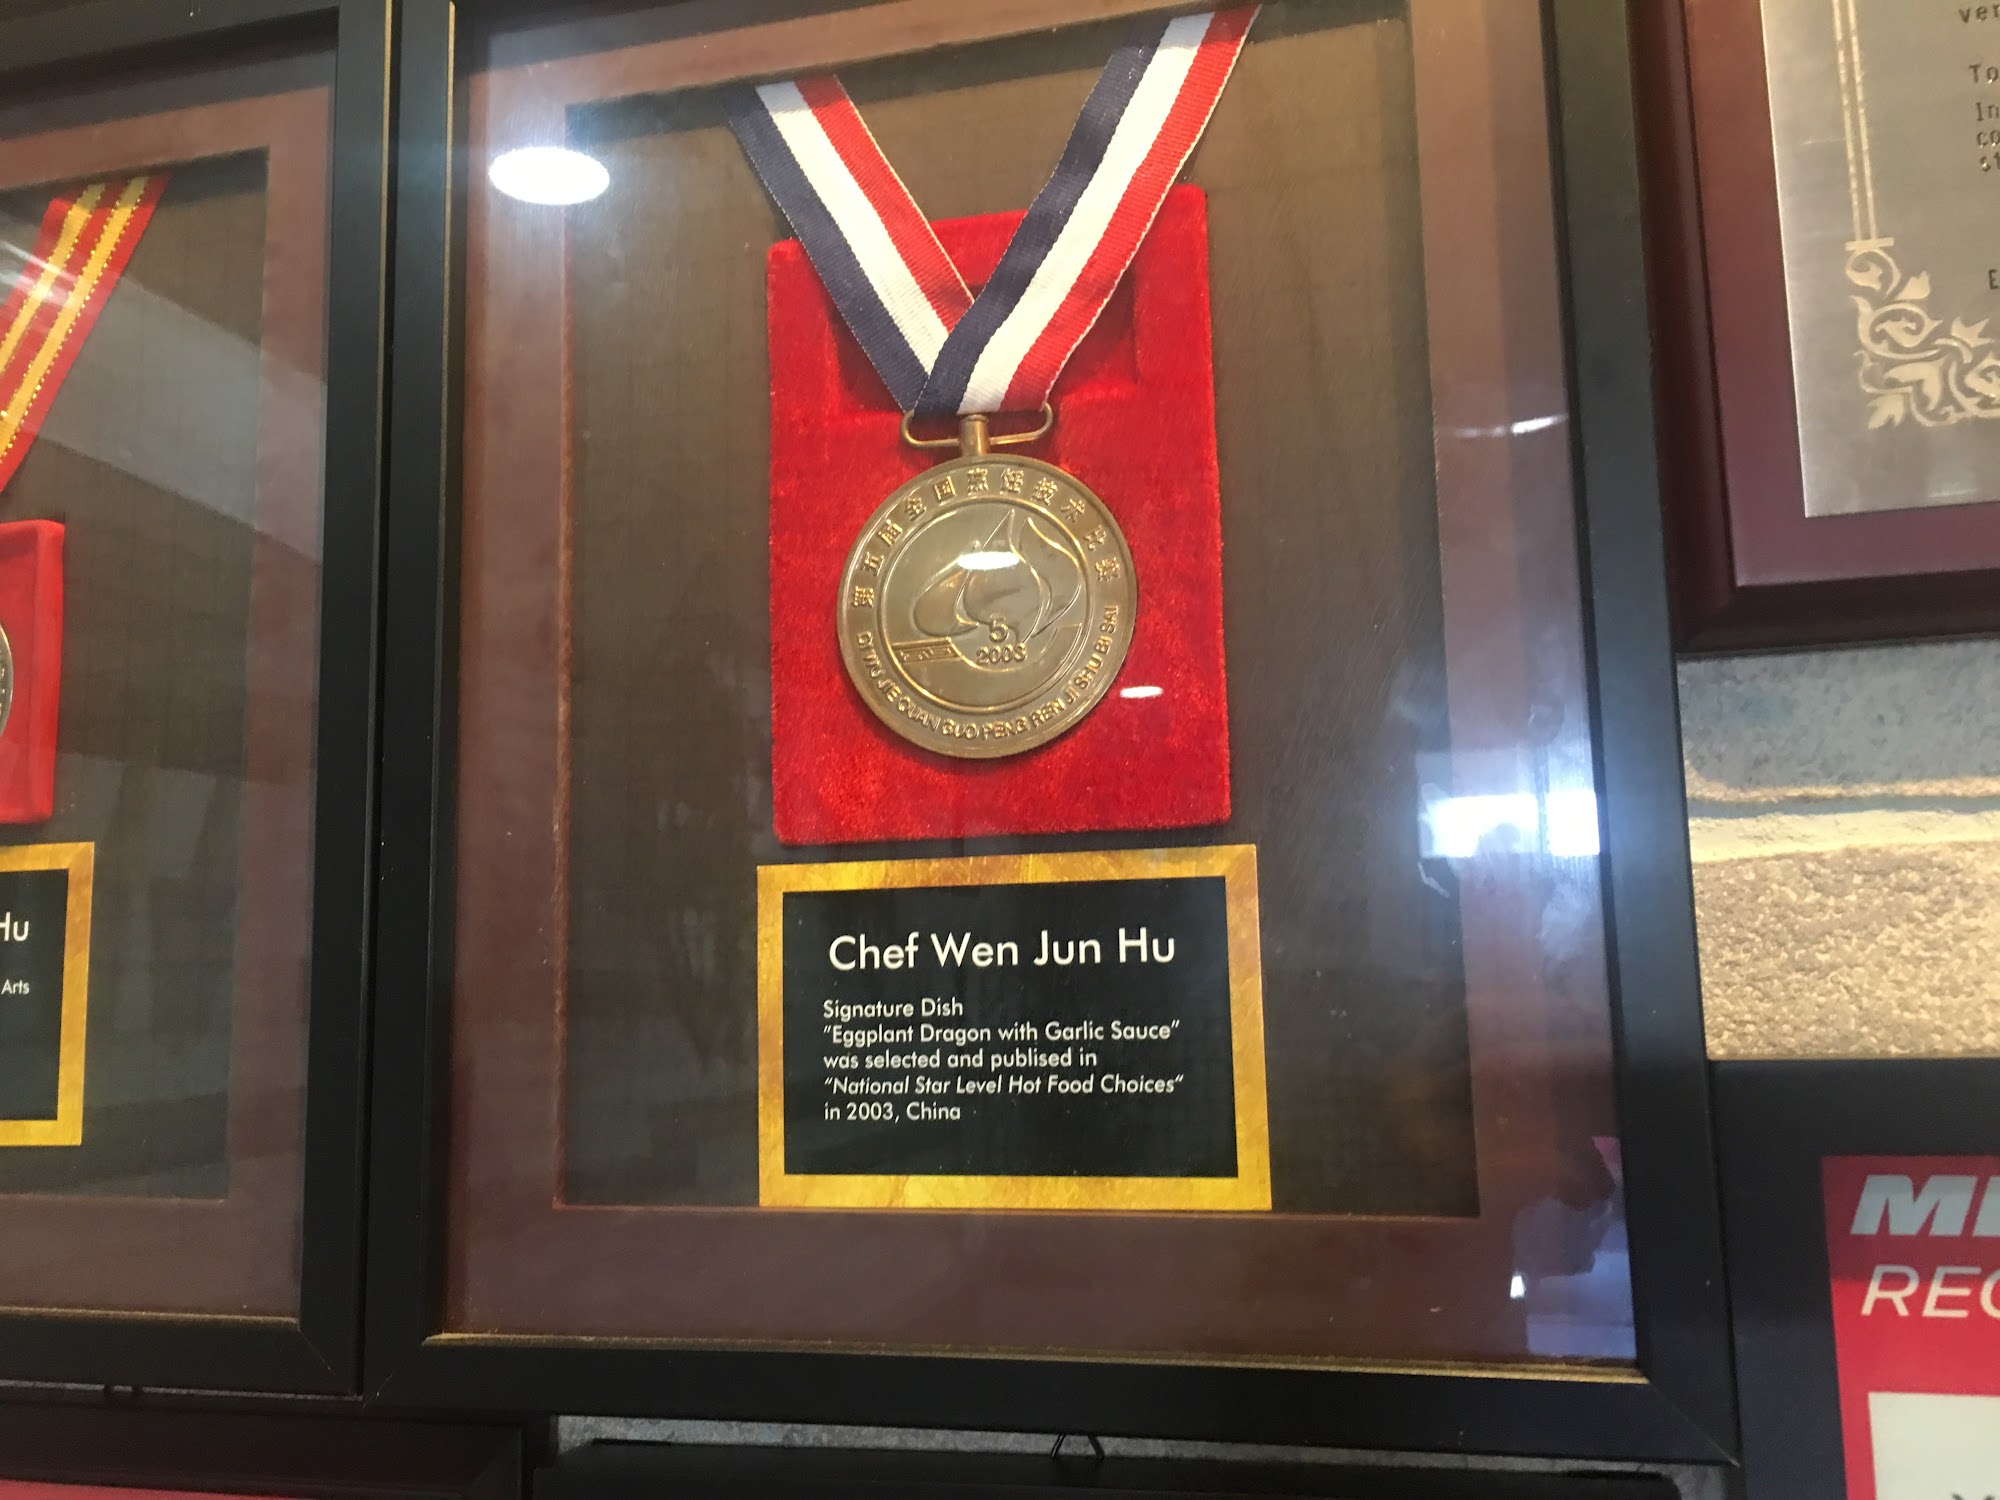 Hu
Arts
第五届全国烹饪技术比赛
5
2003
DI WU JIE QUAN GUO PENG REN JI SHU BI SAI
Chef Wen Jun Hu
Signature Dish
"Eggplant Dragon with Garlic Sauce"
was selected and publised in
"National Star Level Hot Food Choices"
in 2003, China
To